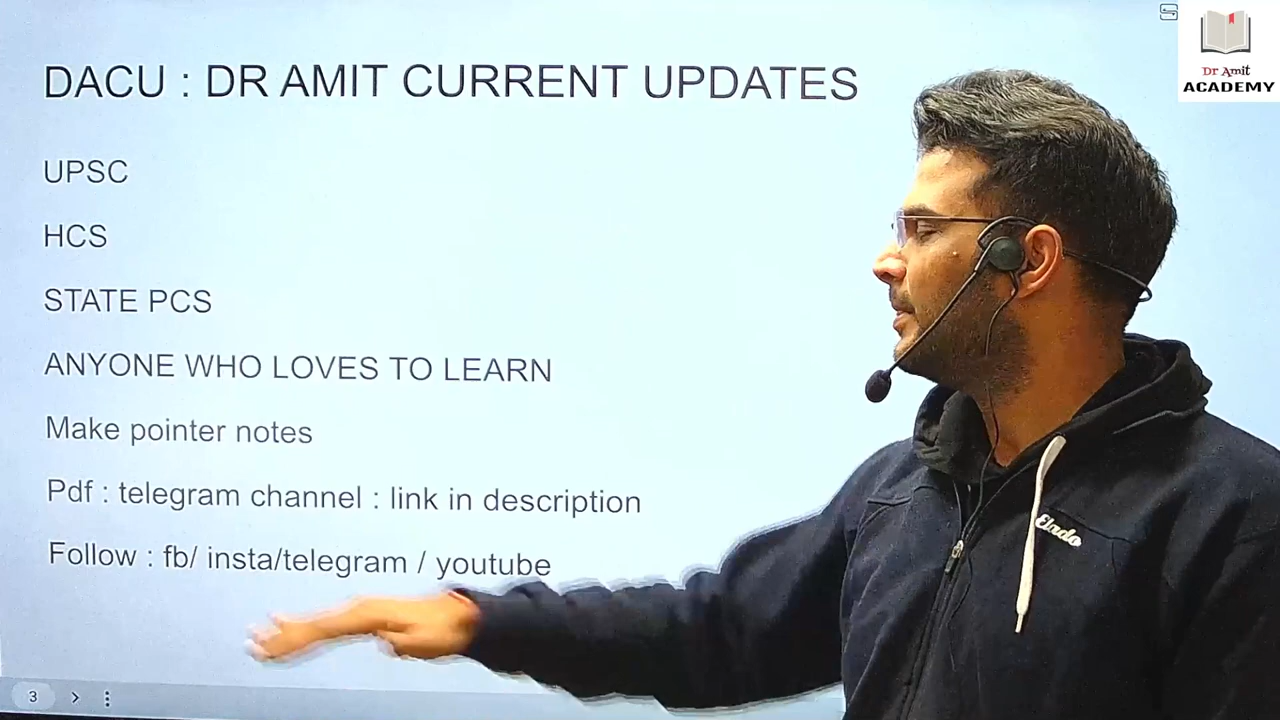 DACU : DR AMIT CURRENT UPDATES
UPSC
HCS
STATE PCS
ANYONE WHO LOVES TO LEARN
Make pointer notes
Pdf : telegram channel : link in description
Follow : fb/ insta/telegram / youtube
3
Dr Amit
ACADEMY
Elado